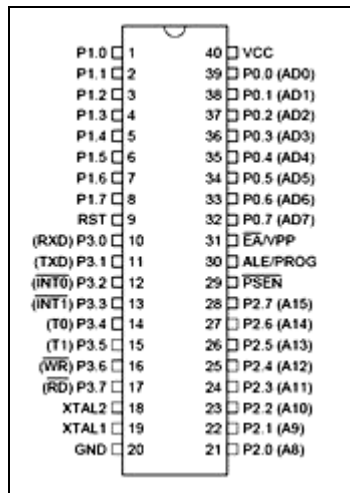 P1.0 1 40 VCC
P1.1 2 39 P0.0 (AD0)
P1.2 3 38 P0.1 (AD1)
P1.3 4 37 P0.2 (AD2)
P1.4 5 36 P0.3 (AD3)
P1.5 6 35 P0.4 (AD4)
P1.6 7 34 P0.5 (AD5)
P1.7 8 33 P0.6 (AD6)
RST 9 32 P0.7 (AD7)
(RXD) P3.0 10 31 E̅A̅/VPP
(TXD) P3.1 11 30 ALE/PROG
(I̅N̅T̅0̅) P3.2 12 29 P̅S̅E̅N̅
(I̅N̅T̅1̅) P3.3 13 28 P2.7 (A15)
(T0) P3.4 14 27 P2.6 (A14)
(T1) P3.5 15 26 P2.5 (A13)
(W̅R̅) P3.6 16 25 P2.4 (A12)
(R̅D̅) P3.7 17 24 P2.3 (A11)
XTAL2 18 23 P2.2 (A10)
XTAL1 19 22 P2.1 (A9)
GND 20 21 P2.0 (A8)